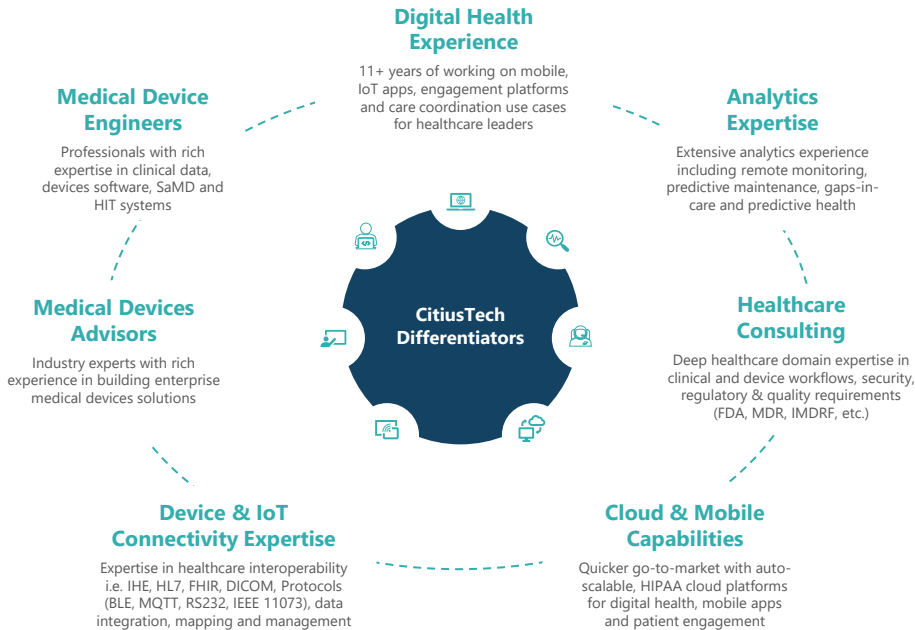 Digital Health
Experience
11+ years of working on mobile,
IoT apps, engagement platforms
and care coordination use cases
for healthcare leaders
Analytics
Expertise
Extensive analytics experience
including remote monitoring,
predictive maintenance, gaps-in-
care and predictive health
Healthcare
Consulting
Deep healthcare domain expertise in
clinical and device workflows, security,
regulatory & quality requirements
(FDA, MDR, IMDRF, etc.)
Cloud & Mobile
Capabilities
Quicker go-to-market with auto-
scalable, HIPAA cloud platforms
for digital health, mobile apps
and patient engagement
Device & IoT
Connectivity Expertise
Expertise in healthcare interoperability
i.e. IHE, HL7, FHIR, DICOM, Protocols
(BLE, MQTT, RS232, IEEE 11073), data
integration, mapping and management
Medical Devices
Advisors
Industry experts with rich
experience in building enterprise
medical devices solutions
Medical Device
Engineers
Professionals with rich
expertise in clinical data,
devices software, SaMD and
HIT systems
CitiusTech
Differentiators